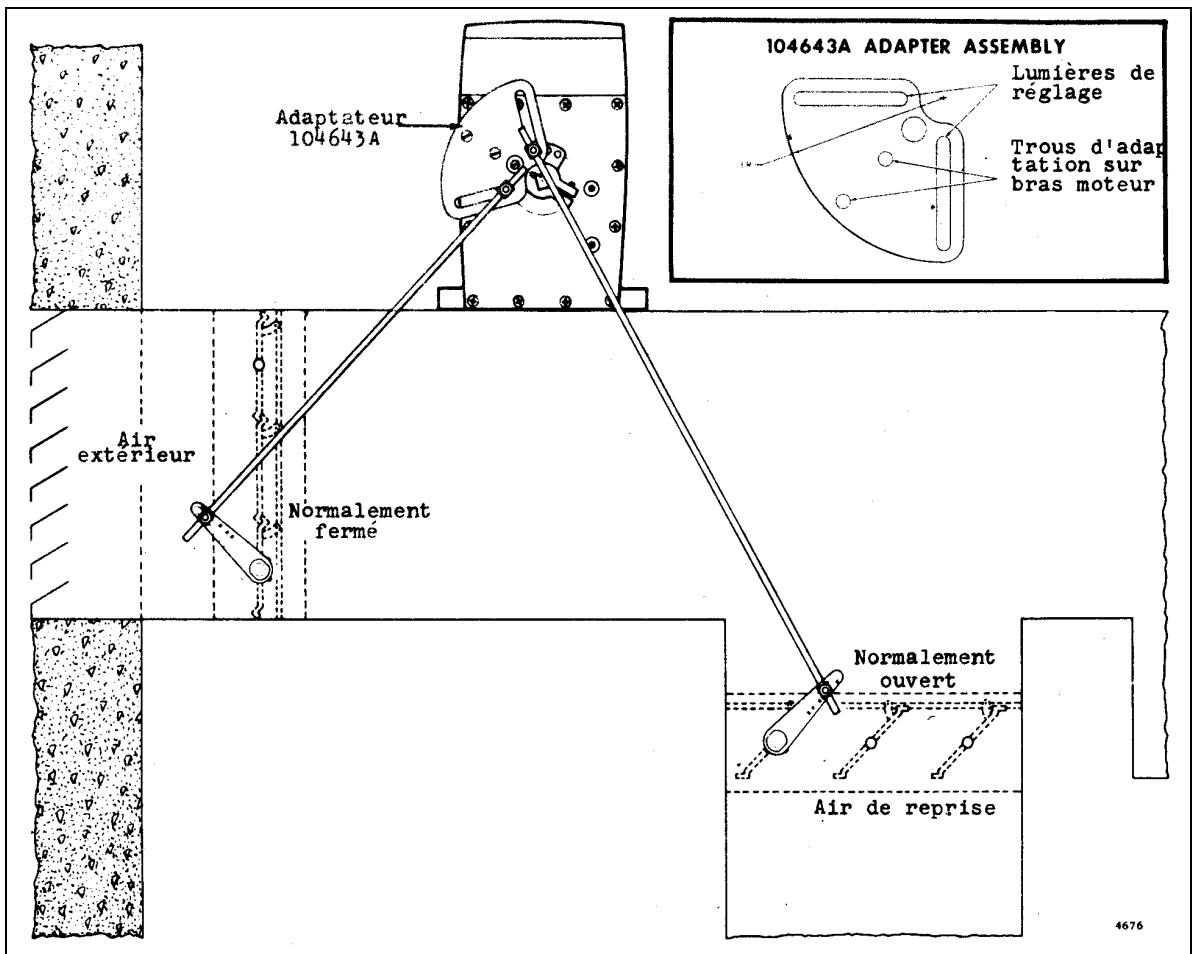 104643A ADAPTER ASSEMBLY
Lumières de
réglage
Trous d'adap
tation sur
bras moteur
Adaptateur
104643A
Air
extérieur
Normalement
fermé
Normalement
ouvert
Air de reprise
4676